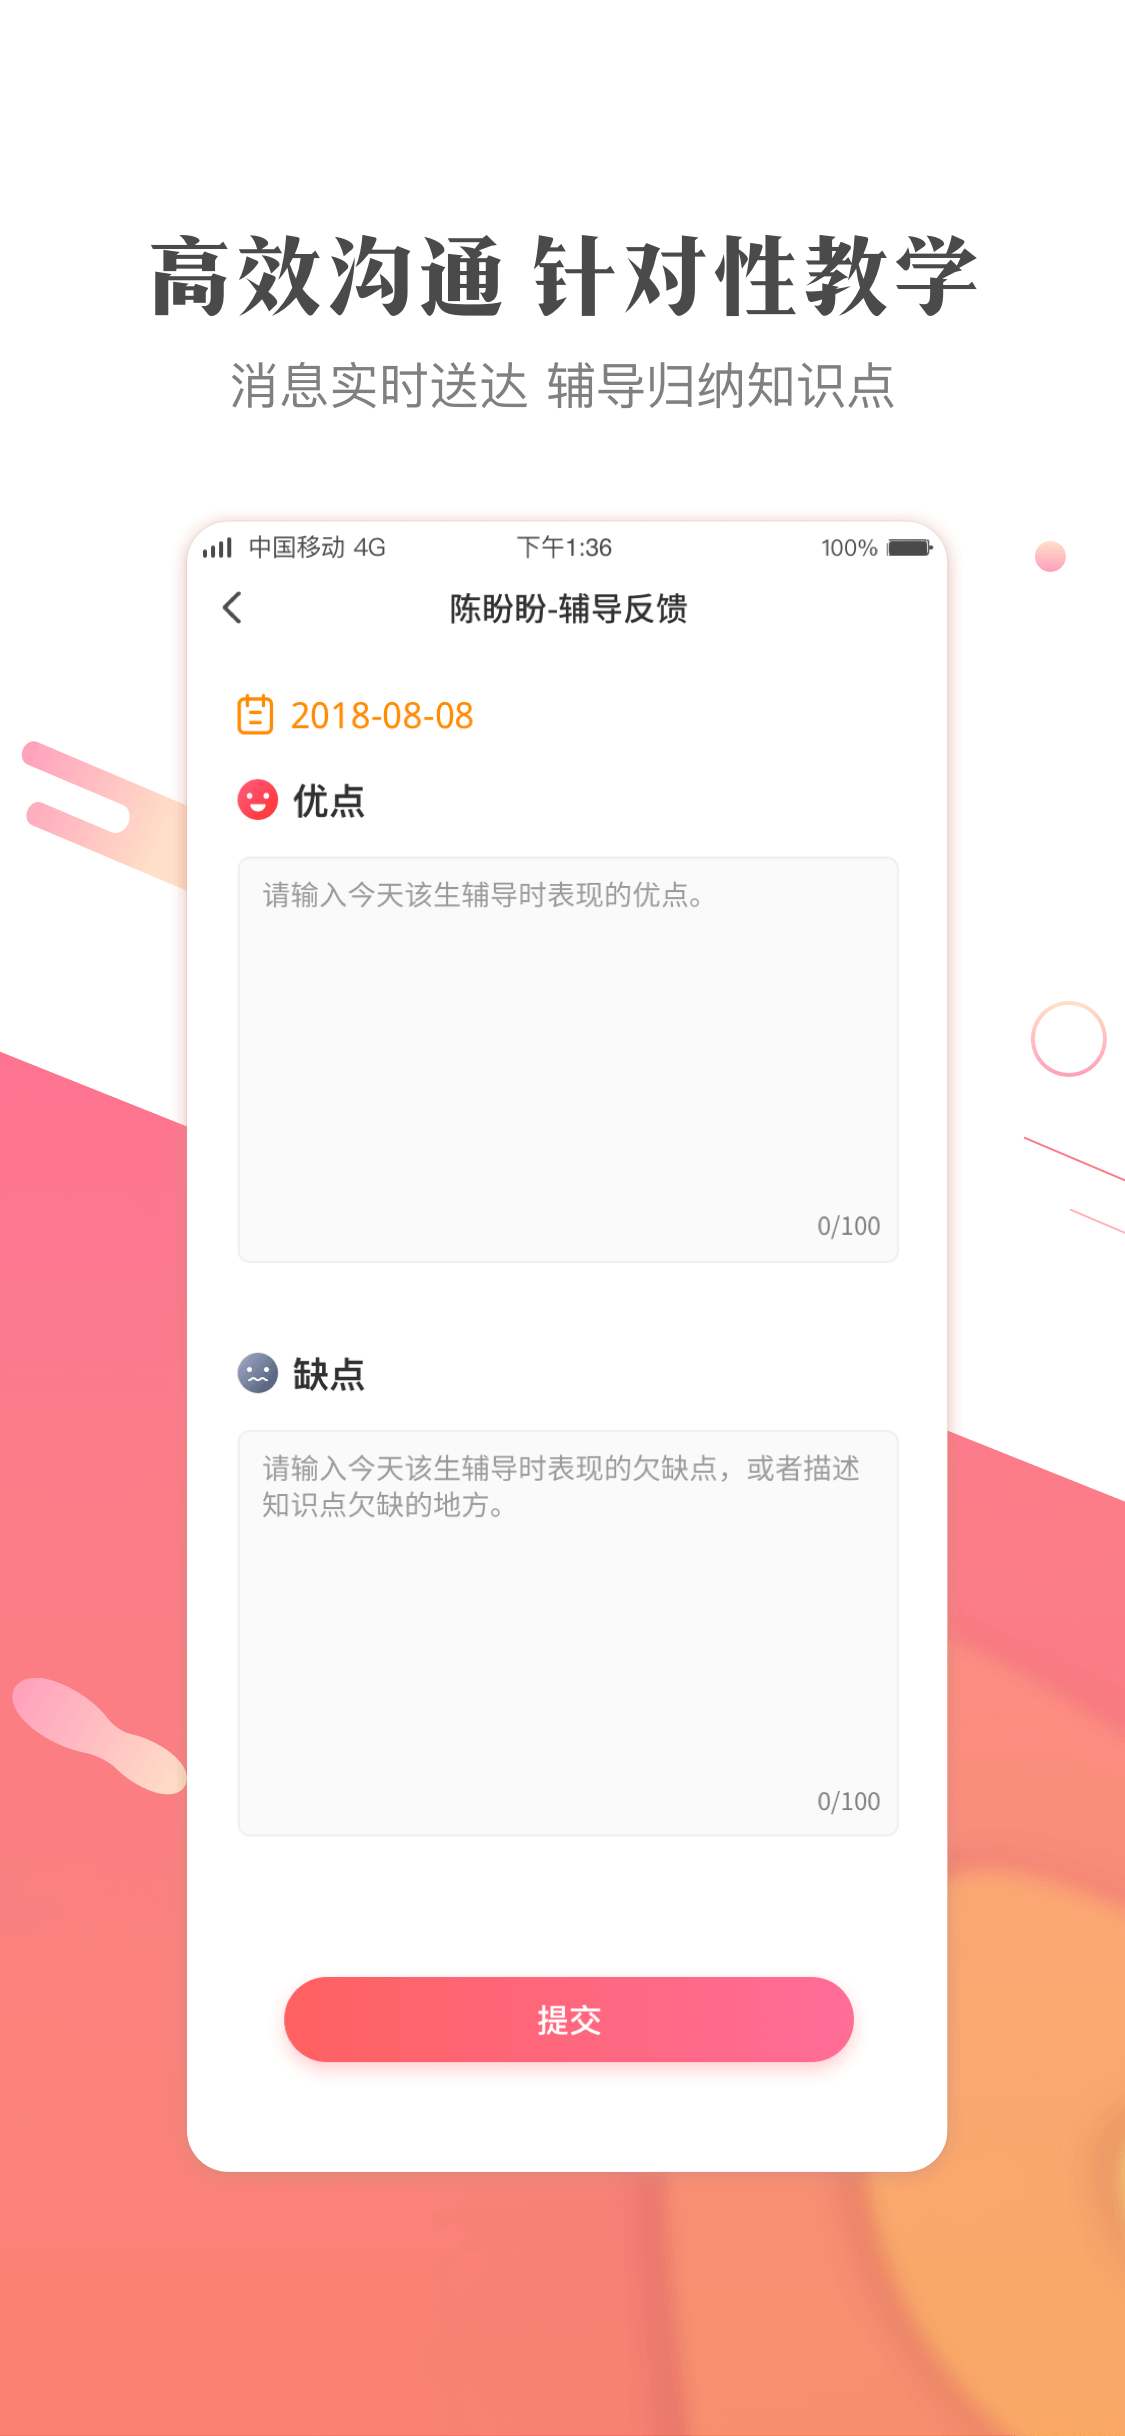 高效沟通 针对性教学
消息实时送达 辅导归纳知识点
中国移动 4G 下午1:36 100%
陈盼盼-辅导反馈
2018-08-08
优点
请输入今天该生辅导时表现的优点。
0/100
缺点
请输入今天该生辅导时表现的欠缺点，或者描述
知识点欠缺的地方。
0/100
提交